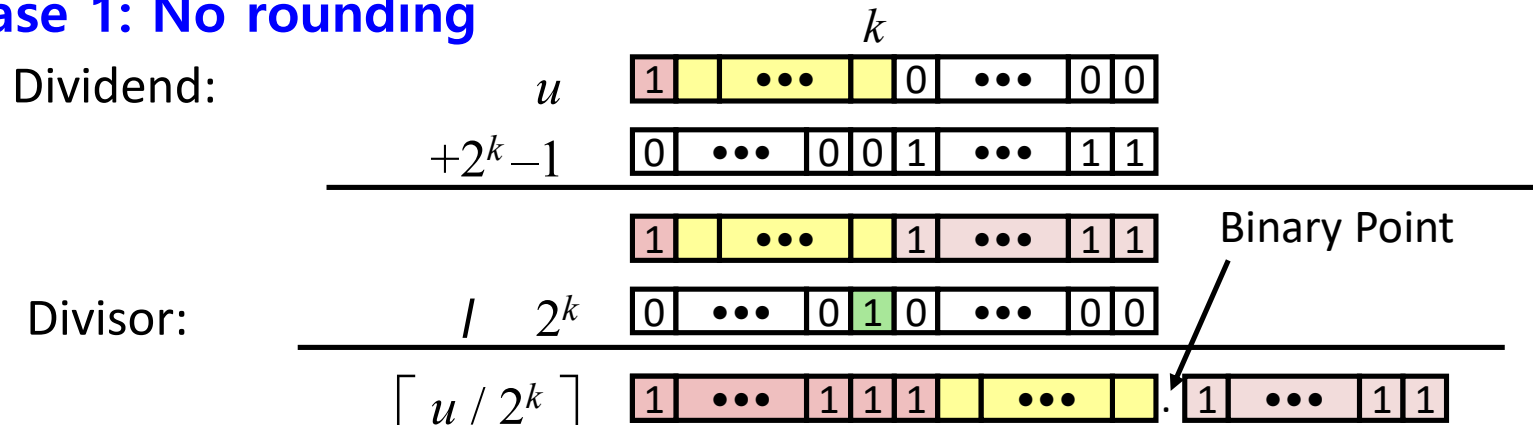 ase 1: No rounding
k
Dividend: u 1 ••• 0 ••• 0 0
+2^k–1 0 ••• 0 0 1 ••• 1 1
1 ••• 1 ••• 1 1 Binary Point
Divisor: / 2^k 0 ••• 0 1 0 ••• 0 0
⌈ u / 2^k ⌉ 1 ••• 1 1 1 ••• . 1 ••• 1 1